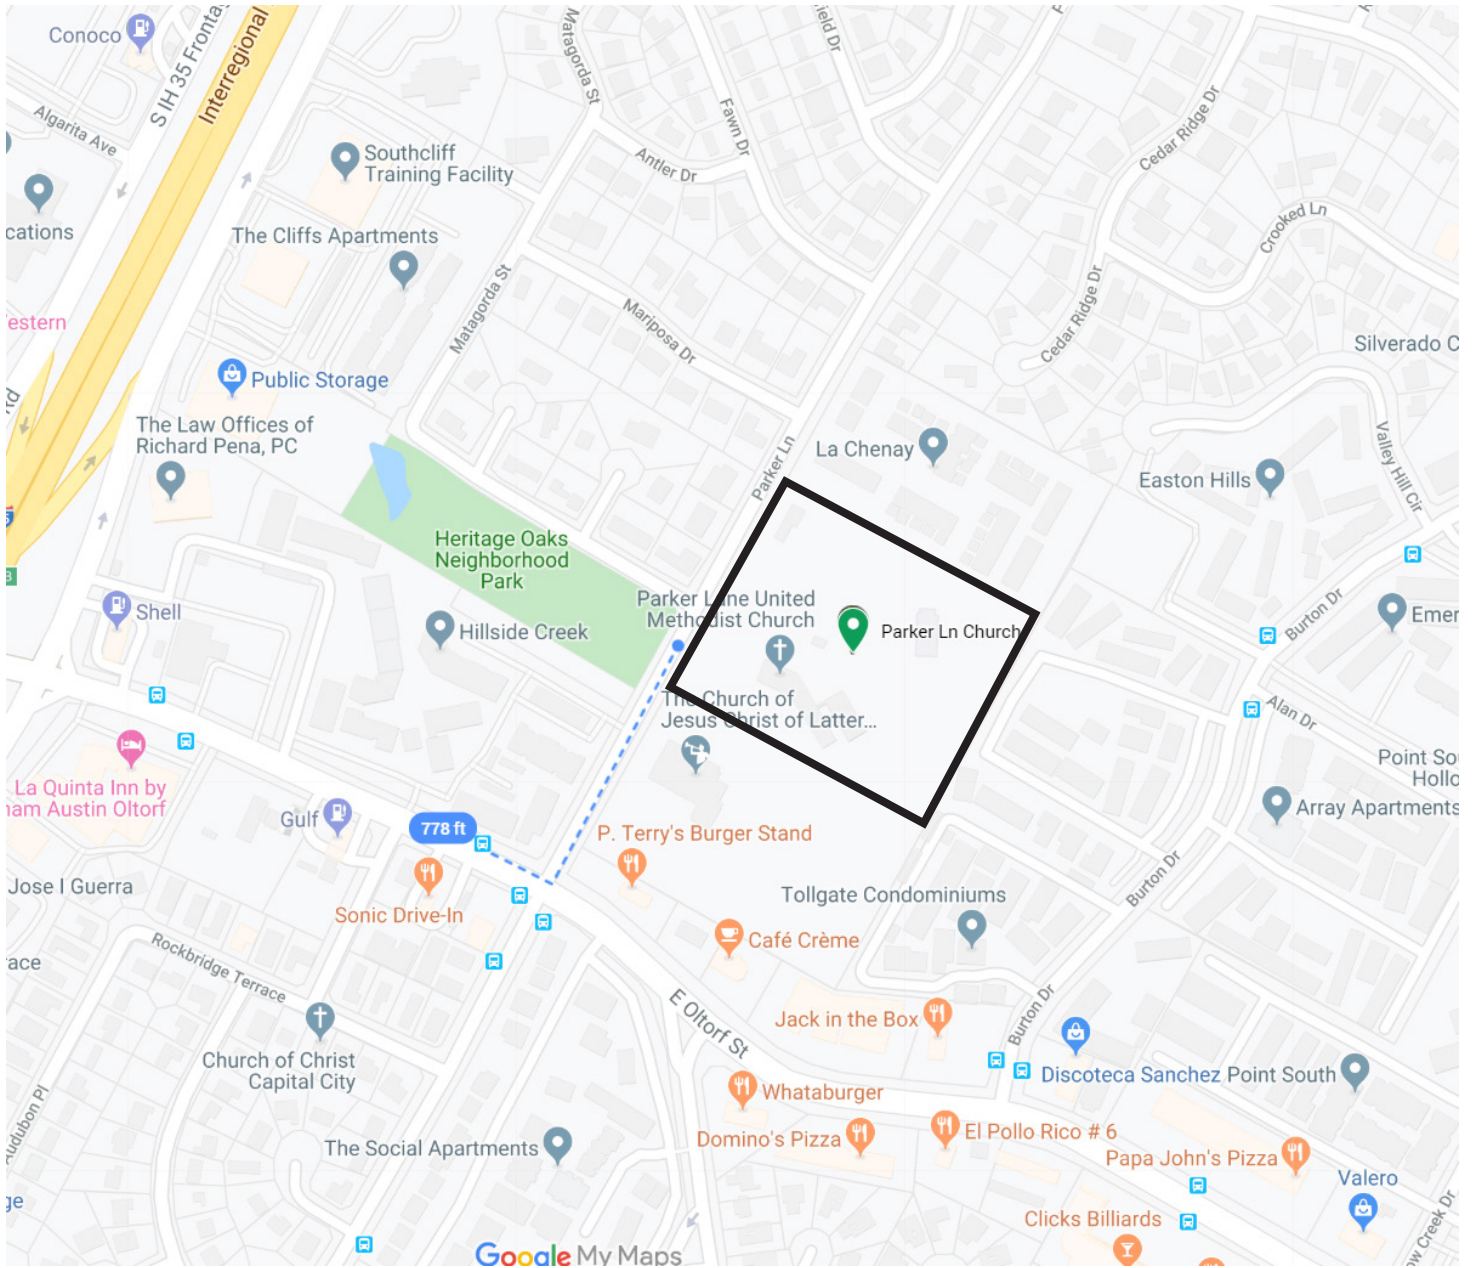 Conoco
S IH 35 Fronta
Interregional
Algarita Ave
Matagorda St
field Dr
Fawn Dr
Antler Dr
Southcliff
Training Facility
Cedar Ridge Dr
Crooked Ln
cations
The Cliffs Apartments
Matagorda St
Mariposa Dr
Cedar Ridge Dr
estern
Silverado C
Public Storage
The Law Offices of
Richard Pena, PC
Parker Ln
La Chenay
Easton Hills
Valley Hill Cir
Heritage Oaks
Neighborhood
Park
Parker Lane United
Methodist Church
Parker Ln Church
Shell
Hillside Creek
Burton Dr
Emer
The Church of
Jesus Christ of Latter...
Alan Dr
La Quinta Inn by
ham Austin Oltorf
Gulf
778 ft
P. Terry's Burger Stand
Point So
Hollo
Array Apartments
Jose I Guerra
Sonic Drive-In
Tollgate Condominiums
Burton Dr
Café Crème
ace
Rockbridge Terrace
E Oltorf St
Jack in the Box
Burton Dr
Church of Christ
Capital City
Discoteca Sanchez
Point South
Whataburger
Audubon Pl
The Social Apartments
Domino's Pizza
El Pollo Rico # 6
Papa John's Pizza
Valero
ge
Clicks Billiards
ow Creek Dr
Google My Maps